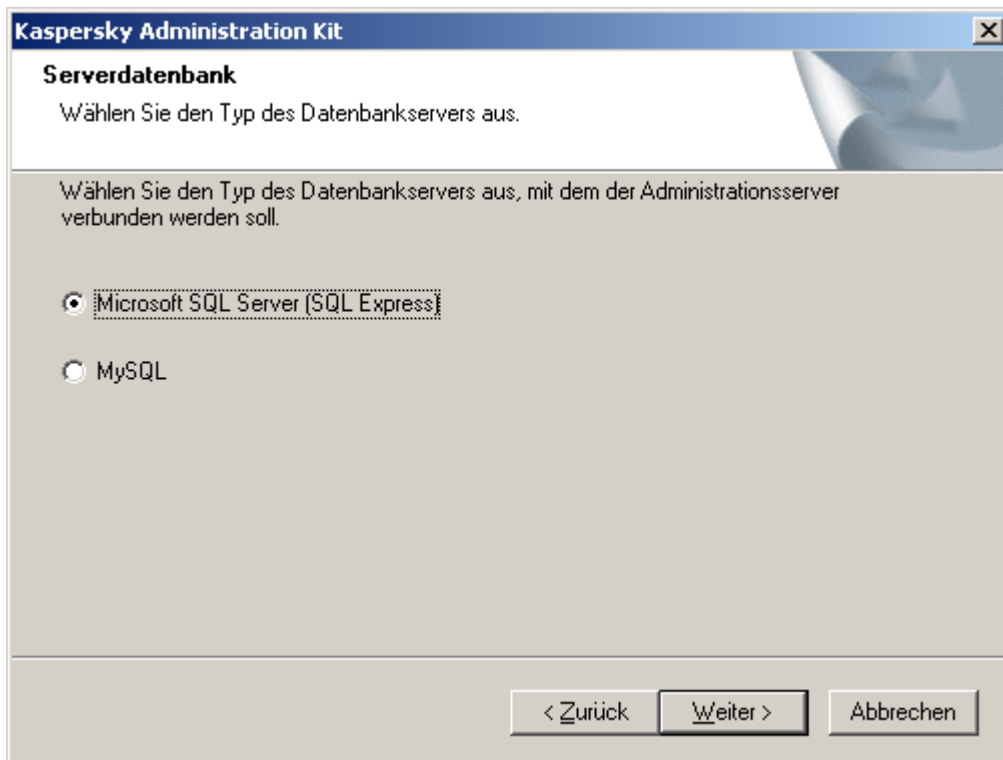 Kaspersky Administration Kit
Serverdatenbank
Wählen Sie den Typ des Datenbankservers aus.
Wählen Sie den Typ des Datenbankservers aus, mit dem der Administrationsserver
verbunden werden soll.
Microsoft SQL Server (SQL Express)
MySQL
< Zurück
Weiter >
Abbrechen